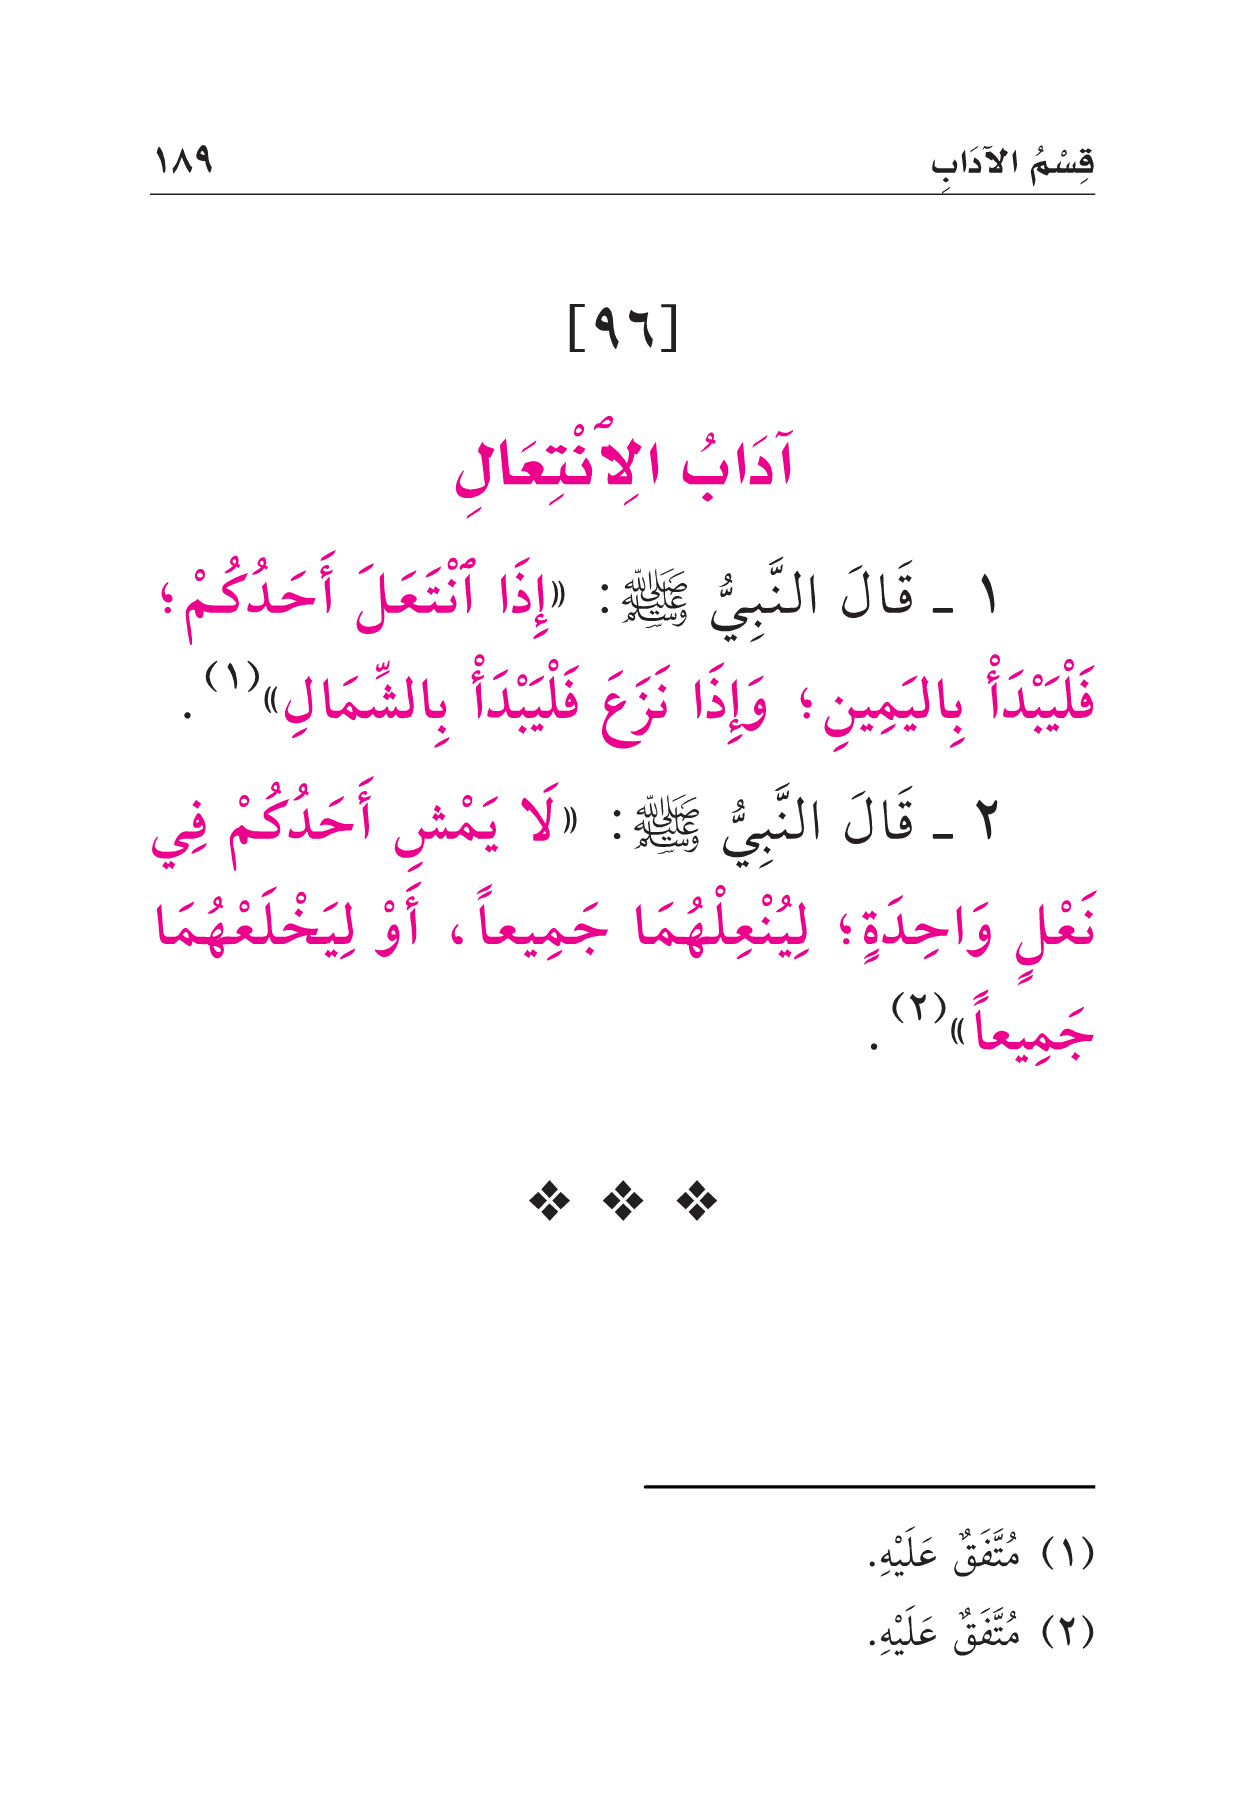 قِسْمُ الآدَابِ ١٨٩
[٩٦]
آدَابُ الِٱنْتِعَالِ
١ ـ قَالَ النَّبِيُّ ﷺ: «إِذَا ٱنْتَعَلَ أَحَدُكُمْ؛
فَلْيَبْدَأْ بِاليَمِينِ؛ وَإِذَا نَزَعَ فَلْيَبْدَأْ بِالشِّمَالِ»(١).
٢ ـ قَالَ النَّبِيُّ ﷺ: «لَا يَمْشِ أَحَدُكُمْ فِي
نَعْلٍ وَاحِدَةٍ؛ لِيُنْعِلْهُمَا جَمِيعاً، أَوْ لِيَخْلَعْهُمَا
جَمِيعاً»(٢).
(١) مُتَّفَقٌ عَلَيْهِ.
(٢) مُتَّفَقٌ عَلَيْهِ.